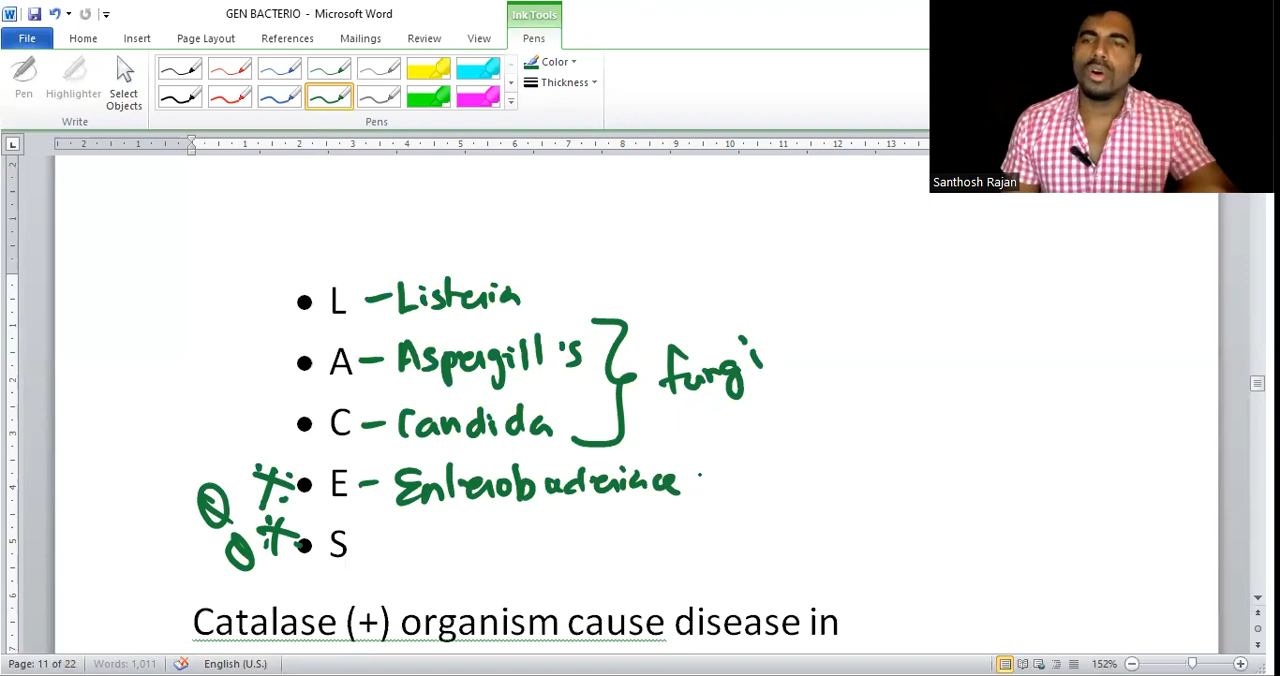 GEN BACTERIO - Microsoft Word
Ink Tools
File Home Insert Page Layout References Mailings Review View Pens
Pen Highlighter Select Objects
Color
Thickness
Write Pens
Santhosh Rajan
L - Listeria
A - Aspergill's
C - Candida
fungi
E - Enterobacteriace
S
Catalase (+) organism cause disease in
Page: 11 of 22 Words: 1,011 English (U.S.) 152%